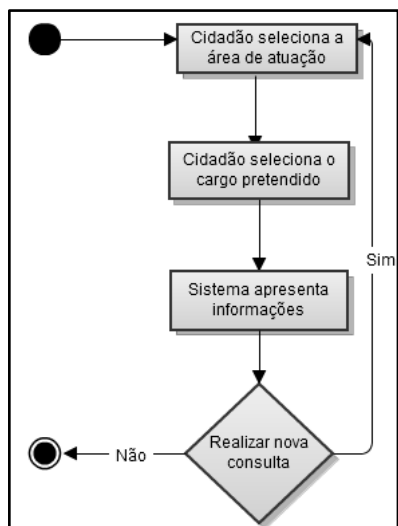 Cidadão seleciona a
área de atuação
Cidadão seleciona o
cargo pretendido
Sim
Sistema apresenta
informações
Realizar nova
consulta
Não